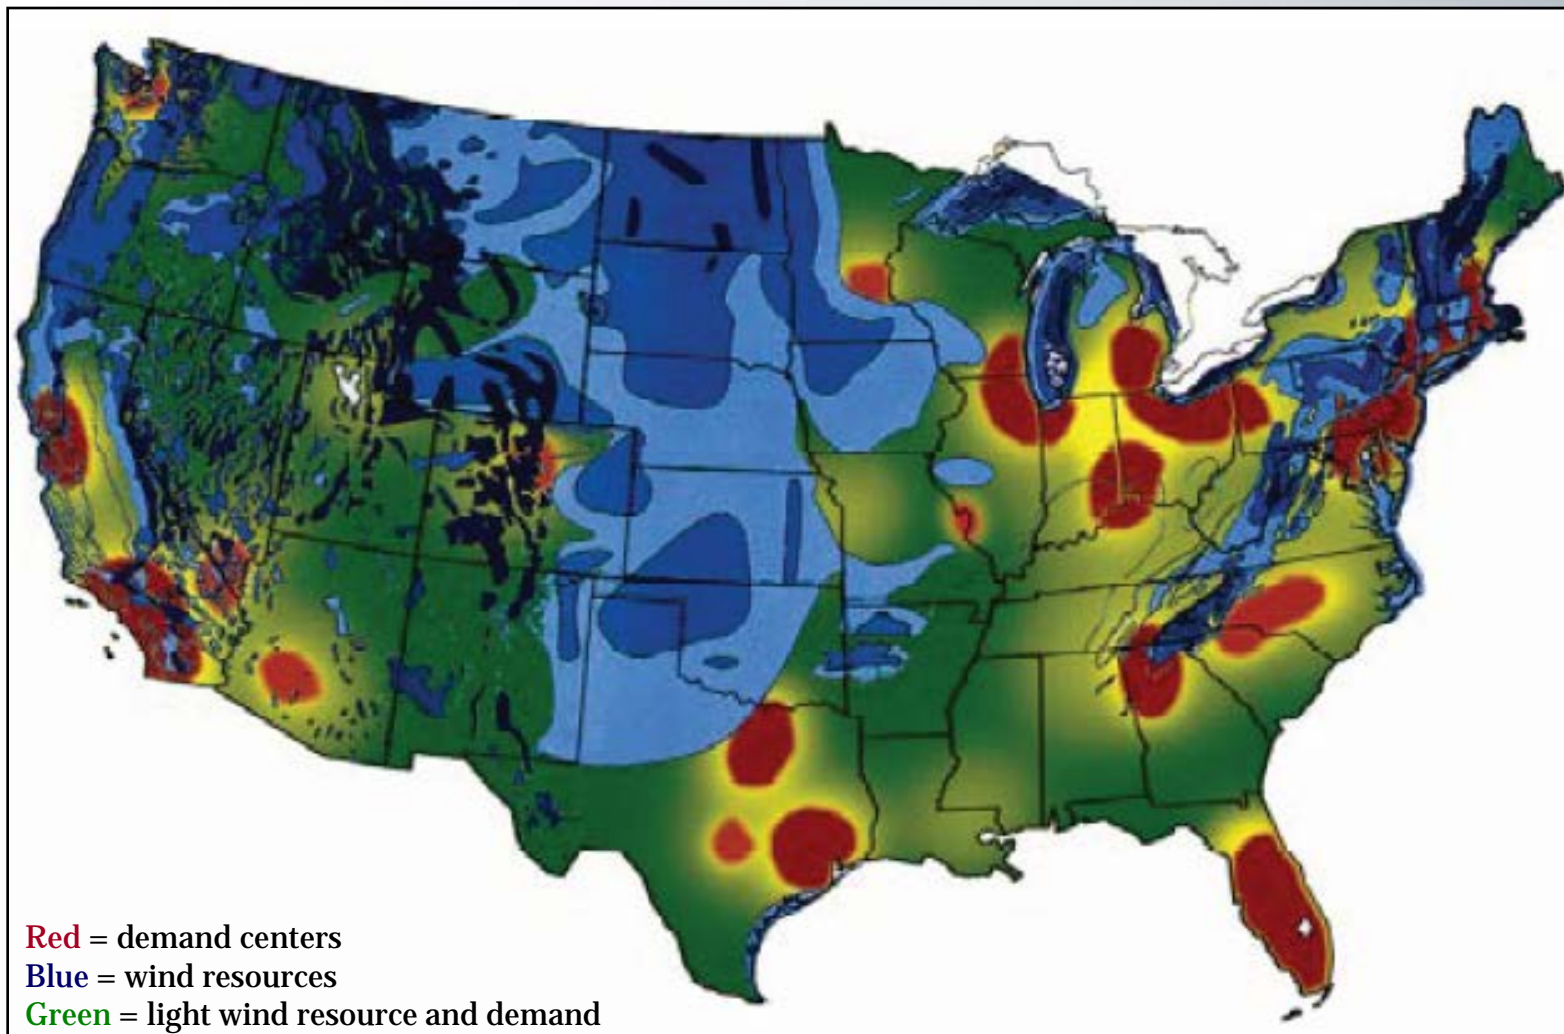 Red = demand centers
Blue = wind resources
Green = light wind resource and demand